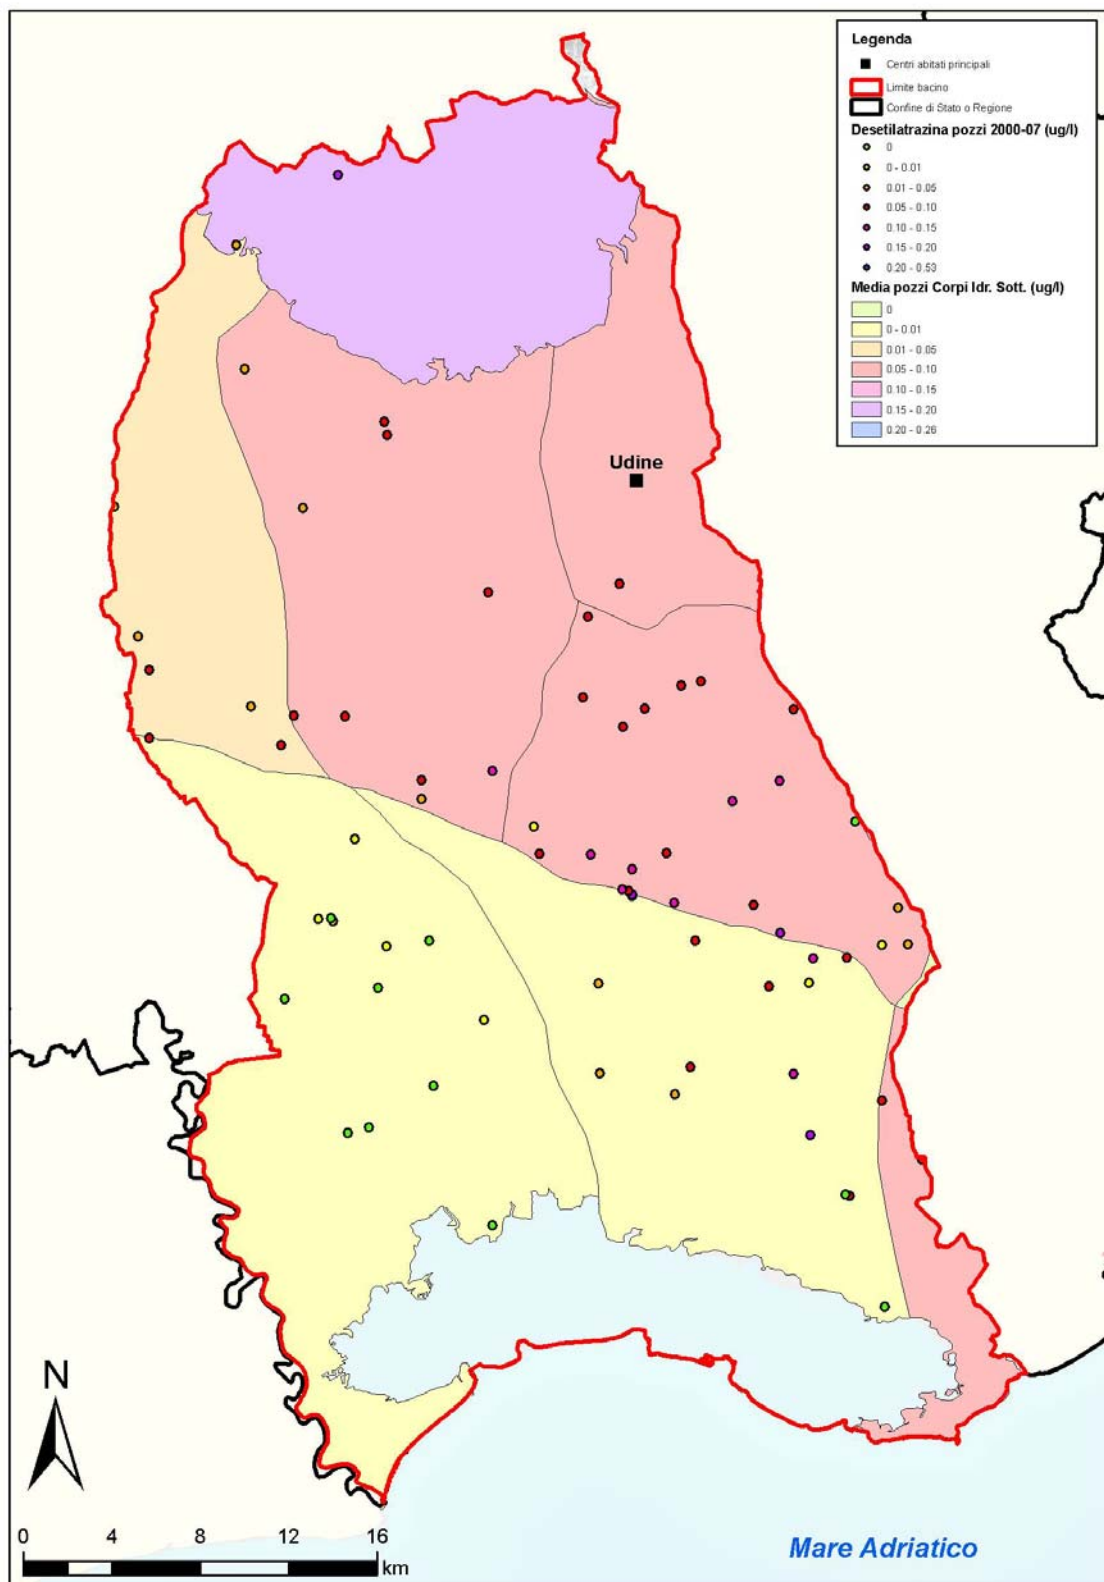 Legenda
Centri abitati principali
Limite bacino
Confine di Stato o Regione
Desetilatrazina pozzi 2000-07 (ug/l)
0
0 - 0.01
0.01 - 0.05
0.05 - 0.10
0.10 - 0.15
0.15 - 0.20
0.20 - 0.53
Media pozzi Corpi Idr. Sott. (ug/l)
0
0 - 0.01
0.01 - 0.05
0.05 - 0.10
0.10 - 0.15
0.15 - 0.20
0.20 - 0.26
Udine
N
0 4 8 12 16
km
Mare Adriatico